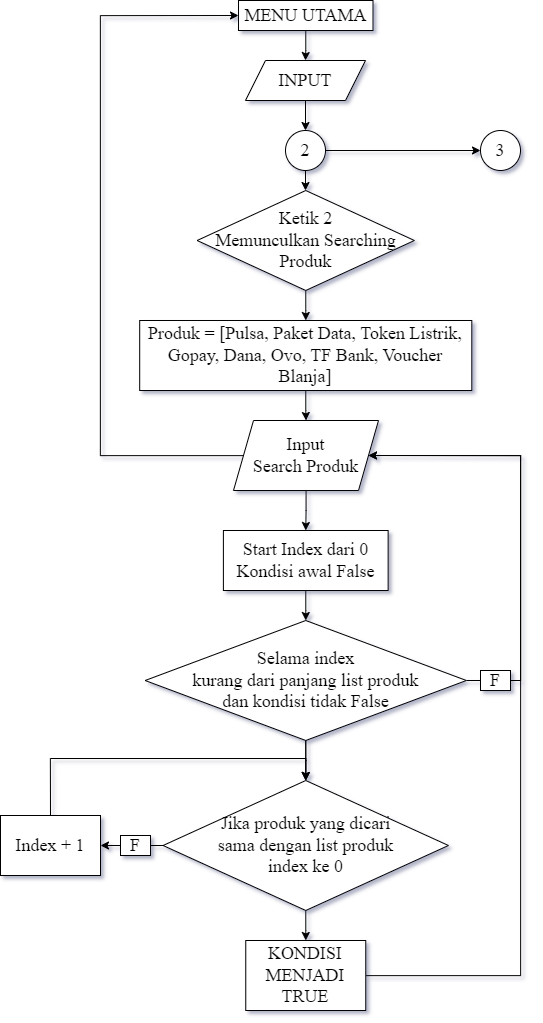 MENU UTAMA
INPUT
2
3
Ketik 2
Memunculkan Searching
Produk
Produk = [Pulsa, Paket Data, Token Listrik,
Gopay, Dana, Ovo, TF Bank, Voucher
Blanja]
Input
Search Produk
Start Index dari 0
Kondisi awal False
Selama index
kurang dari panjang list produk
dan kondisi tidak False
F
Jika produk yang dicari
sama dengan list produk
index ke 0
F
Index + 1
KONDISI
MENJADI
TRUE